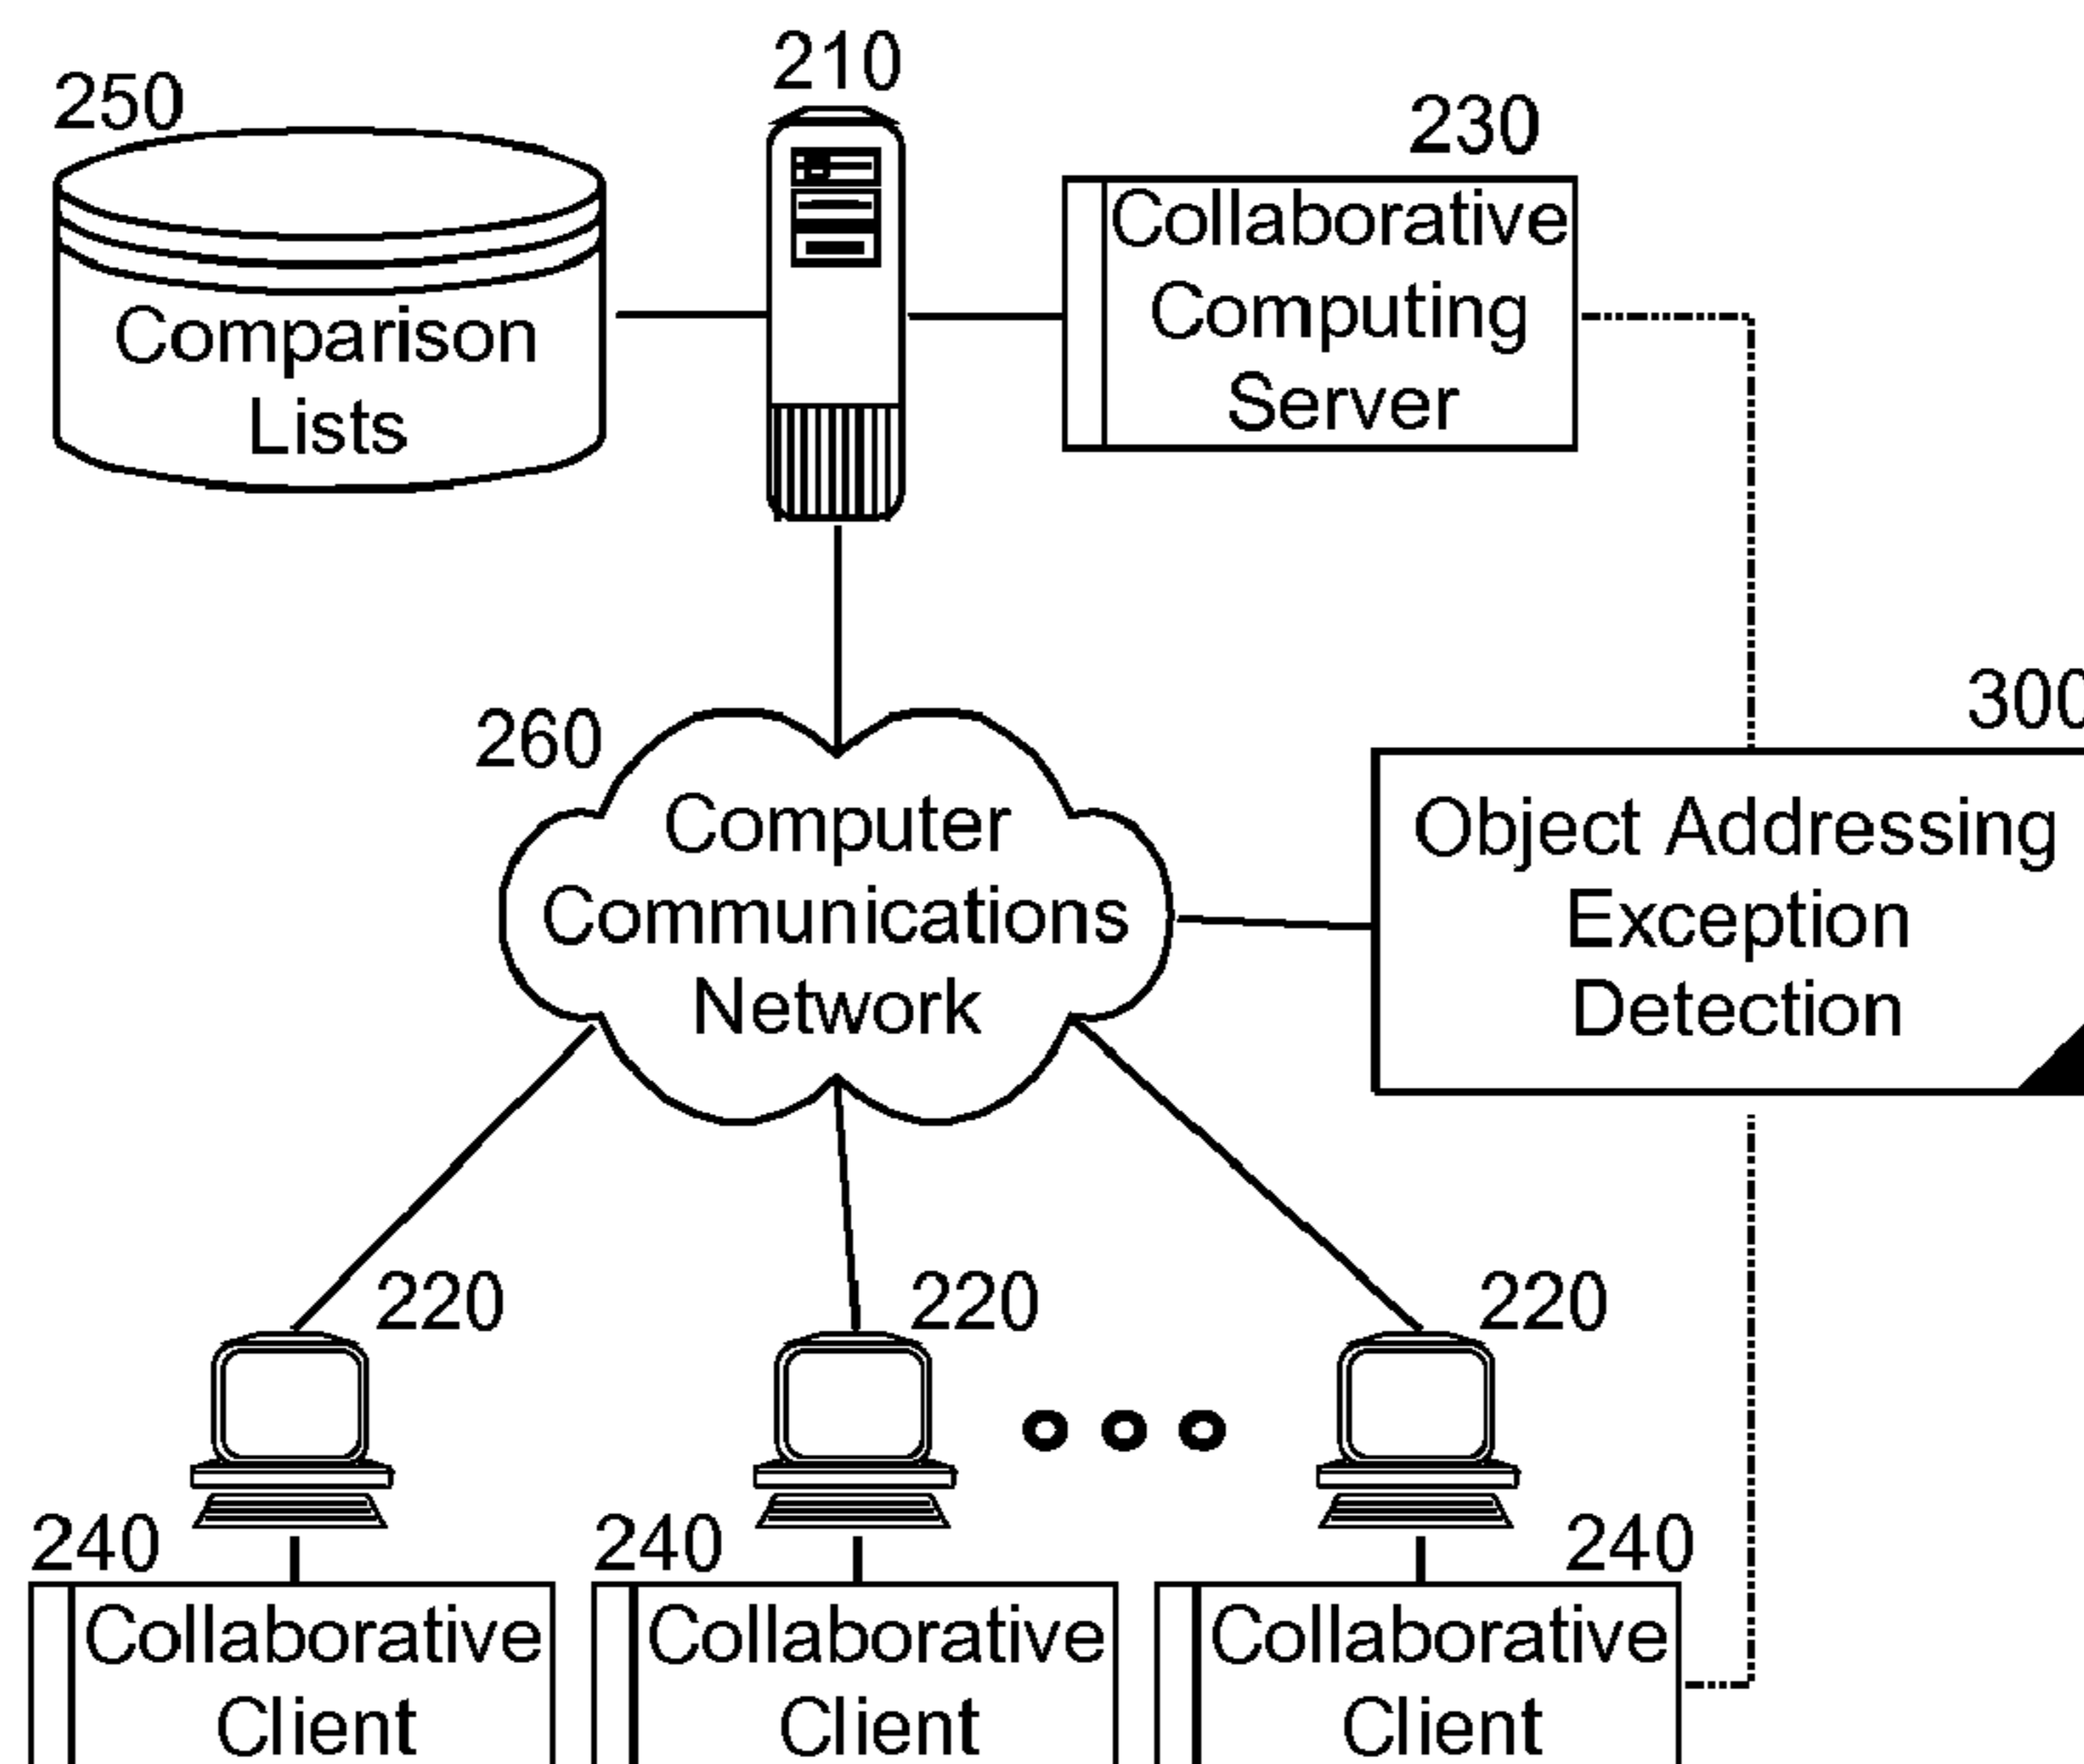 210
250
230
Collaborative
Computing
Server
Comparison
Lists
300
260
Computer
Communications
Network
Object Addressing
Exception
Detection
220
220
220
240
240
240
Collaborative
Client
Collaborative
Client
Collaborative
Client